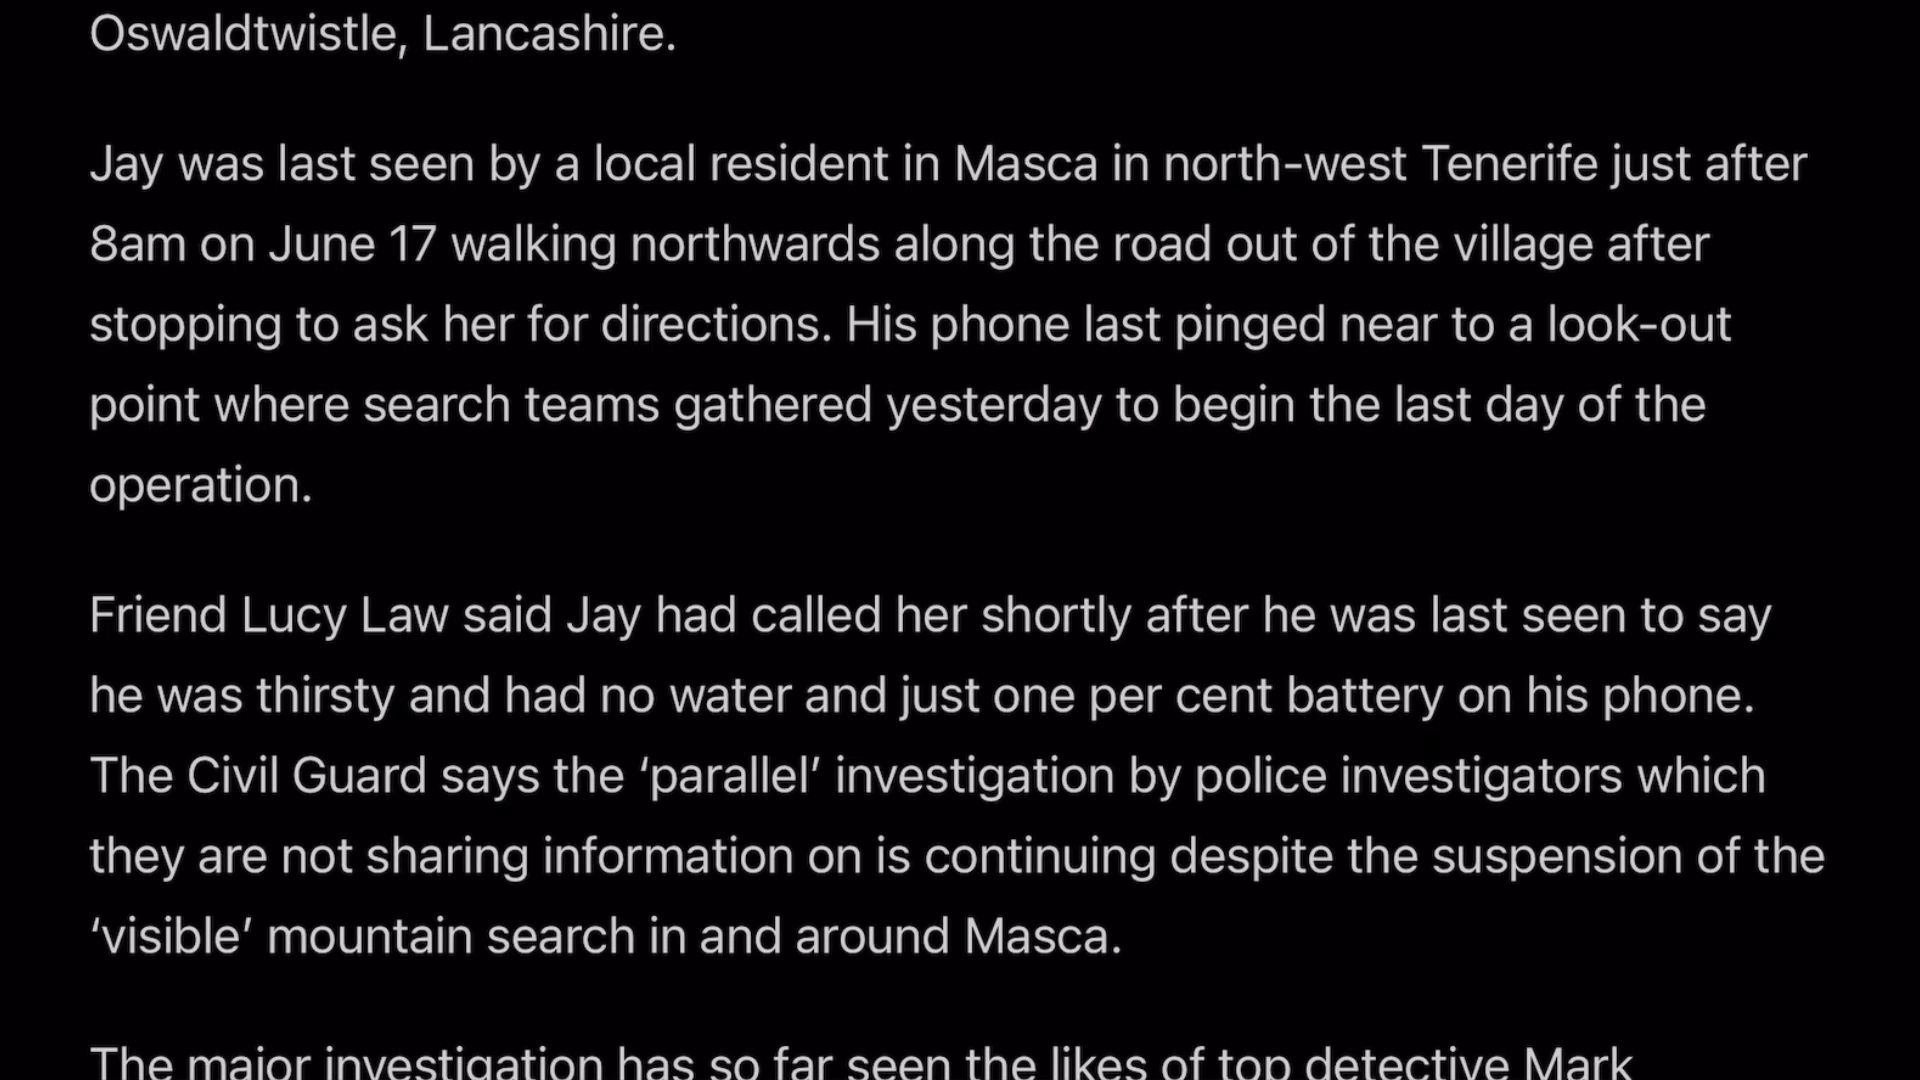 Oswaldtwistle, Lancashire.
Jay was last seen by a local resident in Masca in north-west Tenerife just after
8am on June 17 walking northwards along the road out of the village after
stopping to ask her for directions. His phone last pinged near to a look-out
point where search teams gathered yesterday to begin the last day of the
operation.
Friend Lucy Law said Jay had called her shortly after he was last seen to say
he was thirsty and had no water and just one per cent battery on his phone.
The Civil Guard says the ‘parallel’ investigation by police investigators which
they are not sharing information on is continuing despite the suspension of the
‘visible’ mountain search in and around Masca.
The major investigation has so far seen the likes of top detective Mark